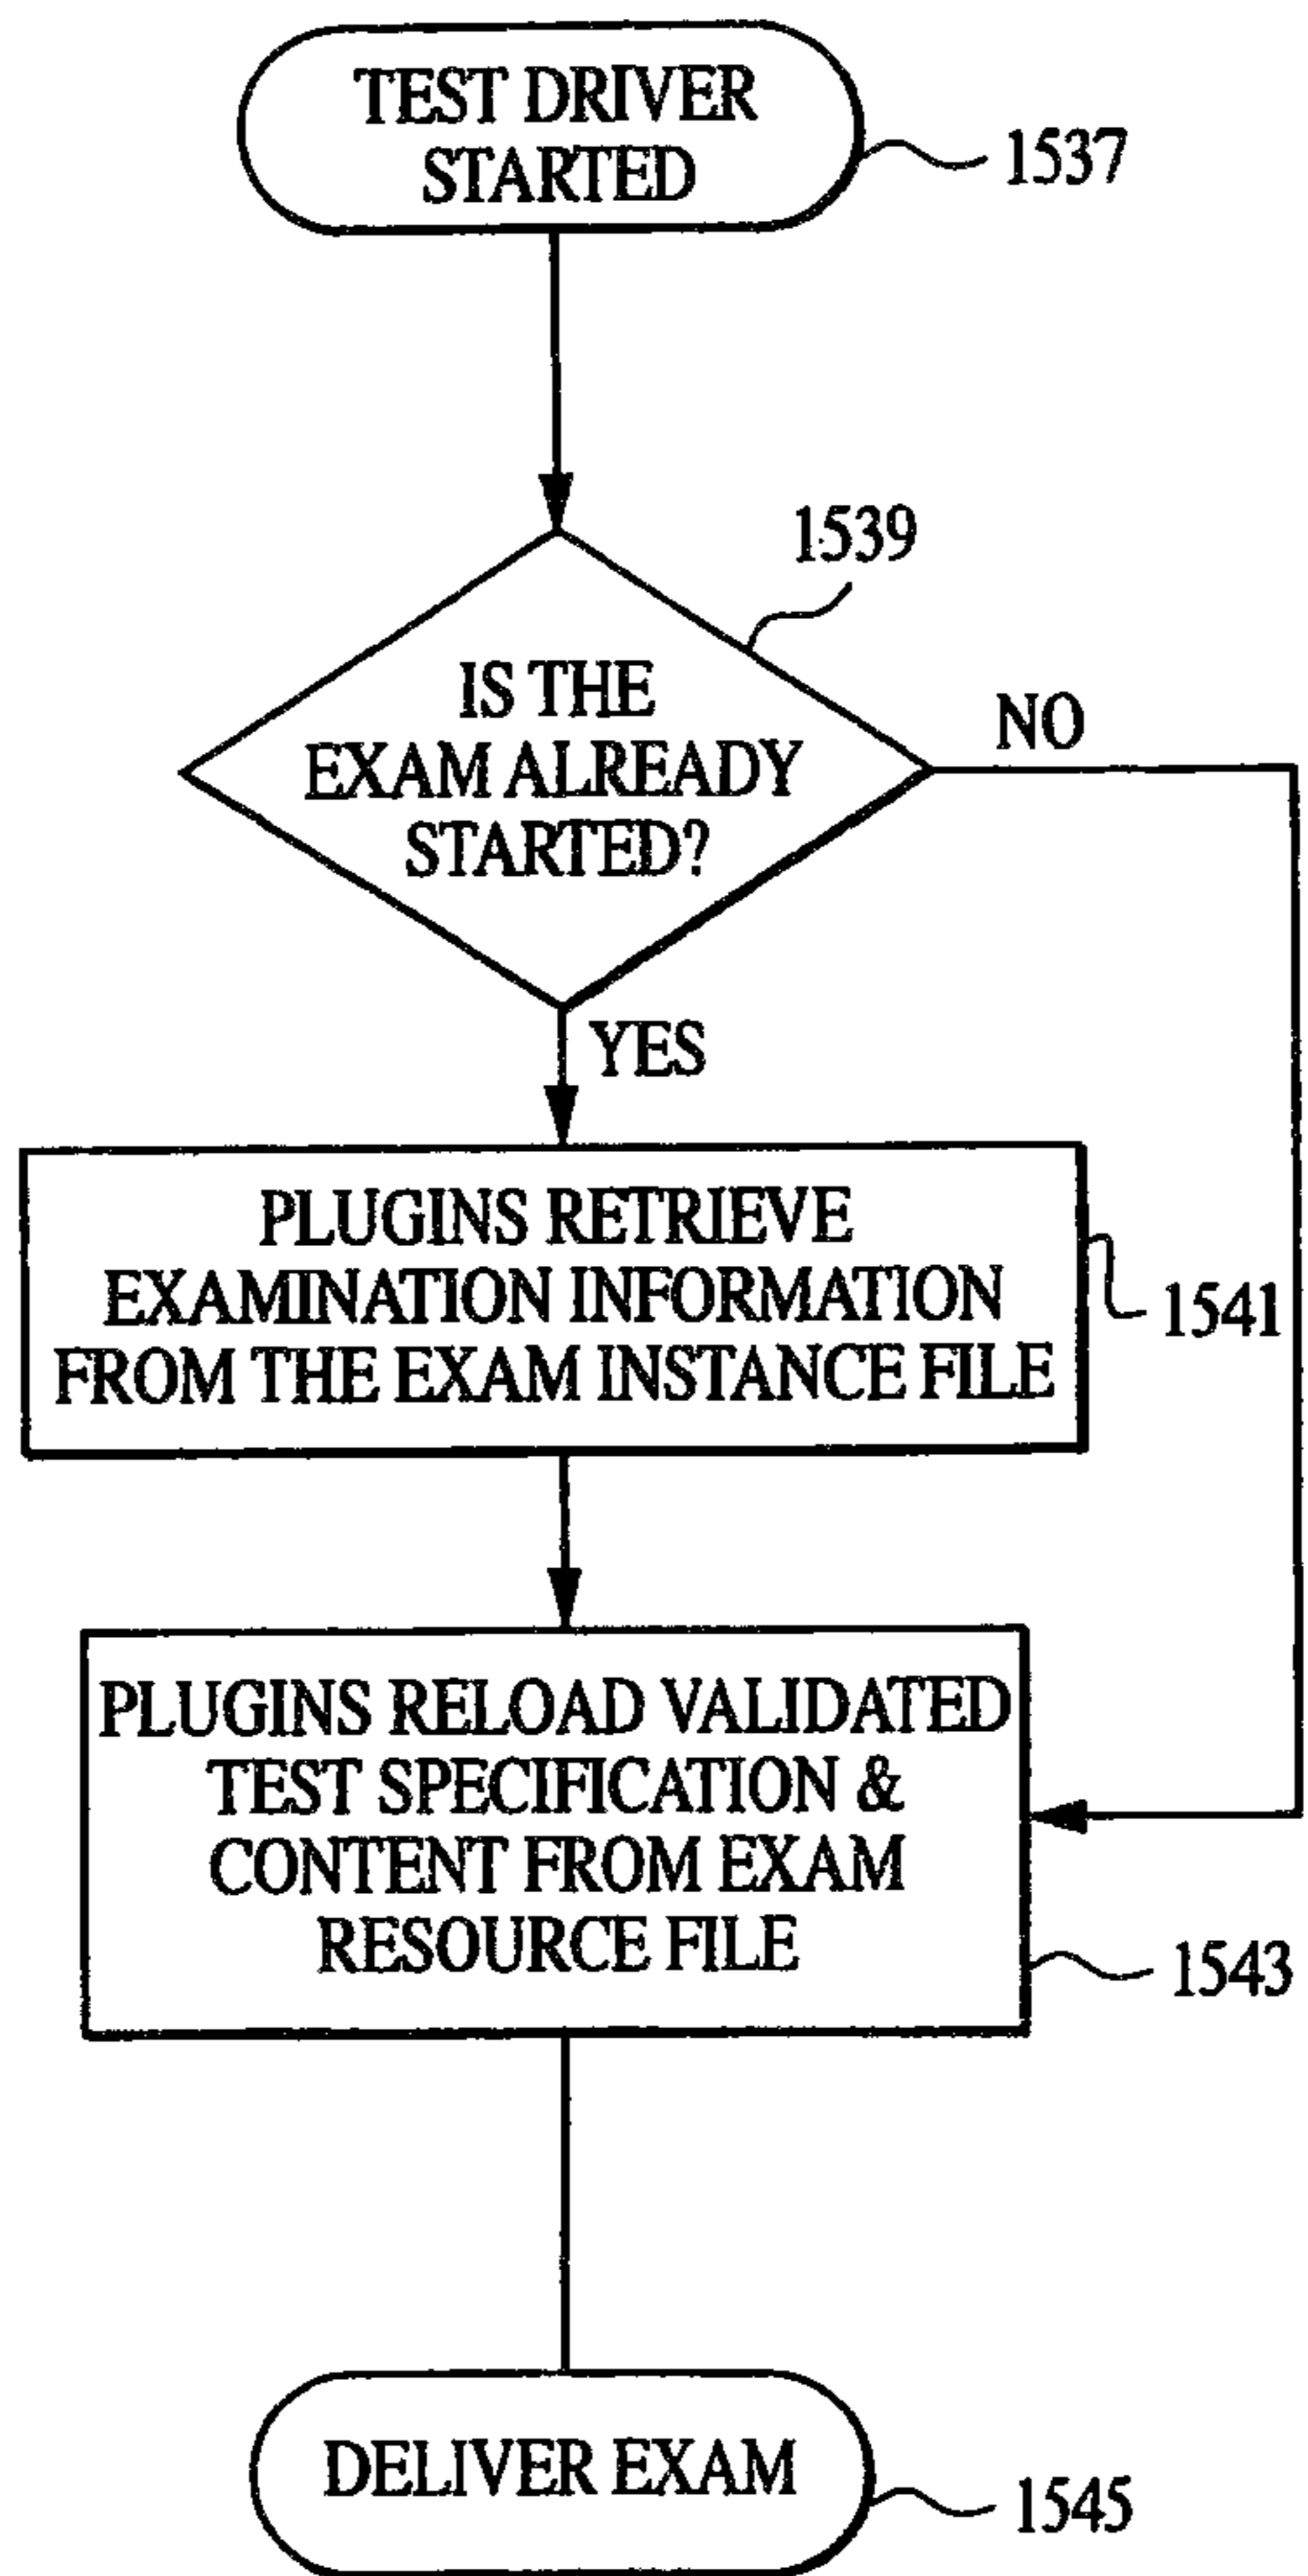 TEST DRIVER
STARTED
1537
1539
IS THE
EXAM ALREADY
STARTED?
NO
YES
PLUGINS RETRIEVE
EXAMINATION INFORMATION
FROM THE EXAM INSTANCE FILE
1541
PLUGINS RELOAD VALIDATED
TEST SPECIFICATION &
CONTENT FROM EXAM
RESOURCE FILE
1543
DELIVER EXAM
1545